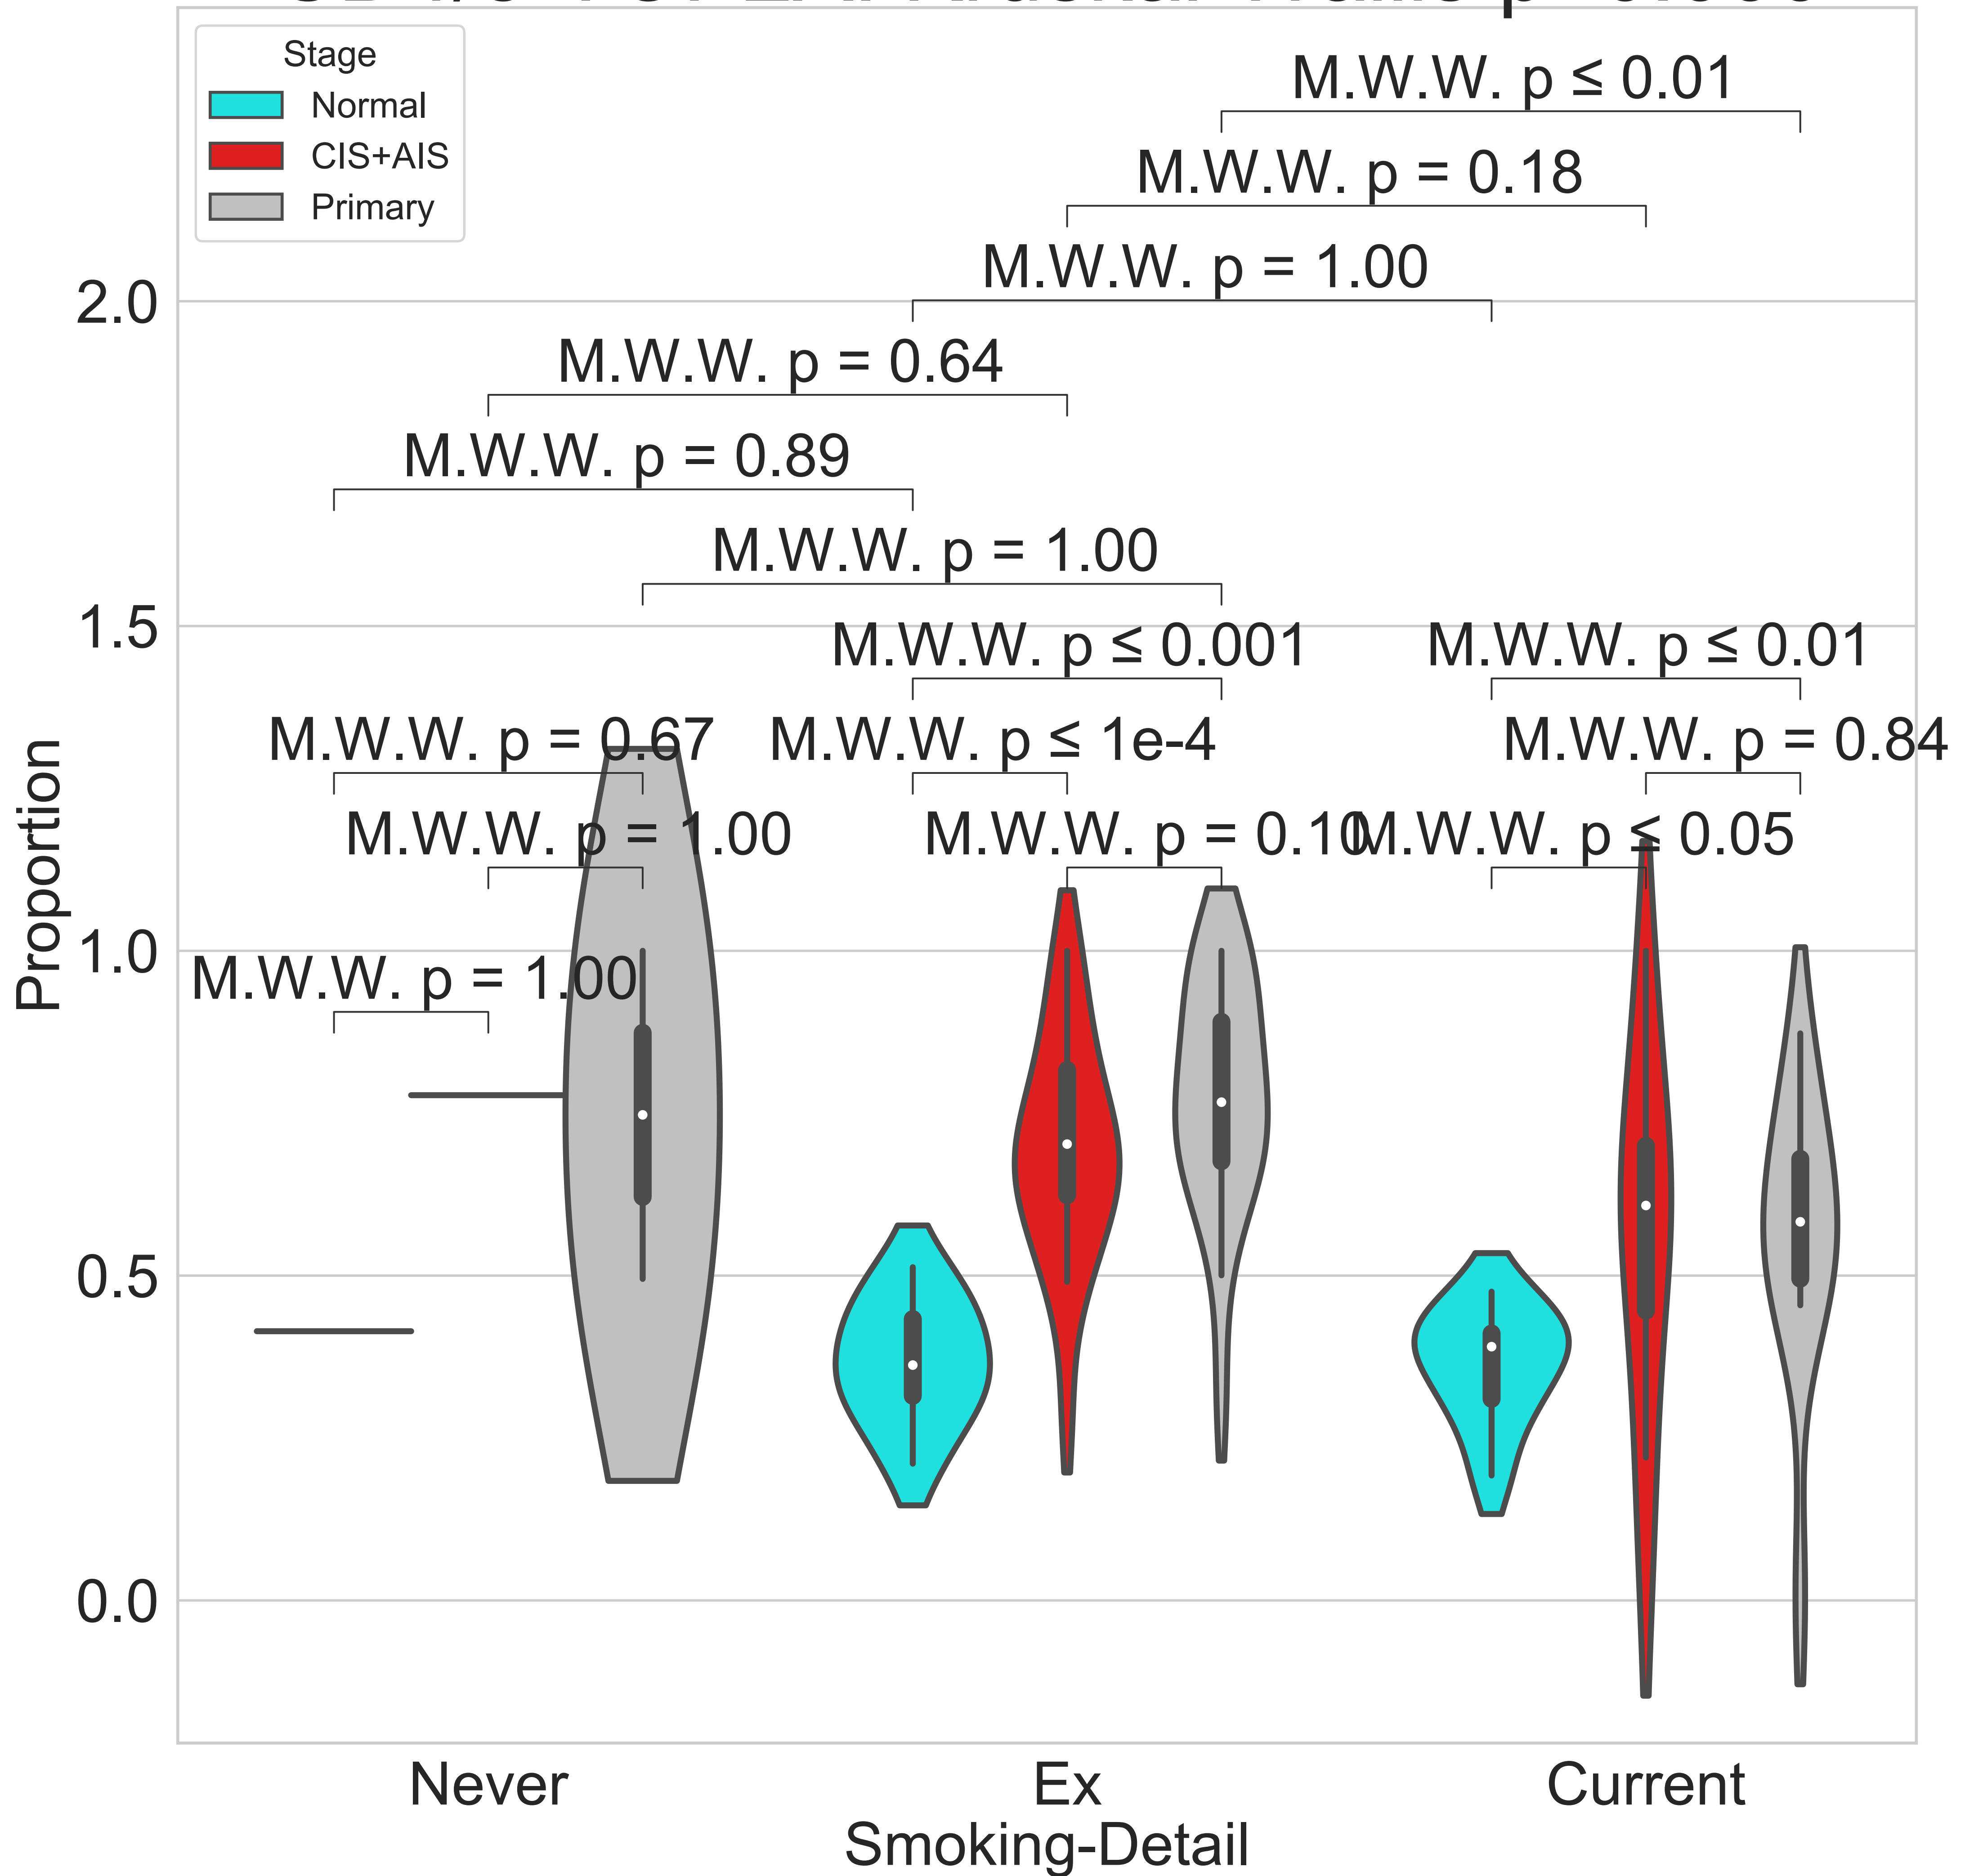 Stage
Normal
CIS+AIS
Primary
M.W.W. p ≤ 0.01
M.W.W. p = 0.18
M.W.W. p = 1.00
M.W.W. p = 0.64
M.W.W. p = 0.89
M.W.W. p = 1.00
M.W.W. p ≤ 0.001
M.W.W. p ≤ 0.01
M.W.W. p = 0.67
M.W.W. p ≤ 1e-4
M.W.W. p = 0.84
M.W.W. p = 1.00
M.W.W. p = 0.10
M.W.W. p ≤ 0.05
M.W.W. p = 1.00
2.0
1.5
1.0
0.5
0.0
Proportion
Never
Ex
Current
Smoking-Detail